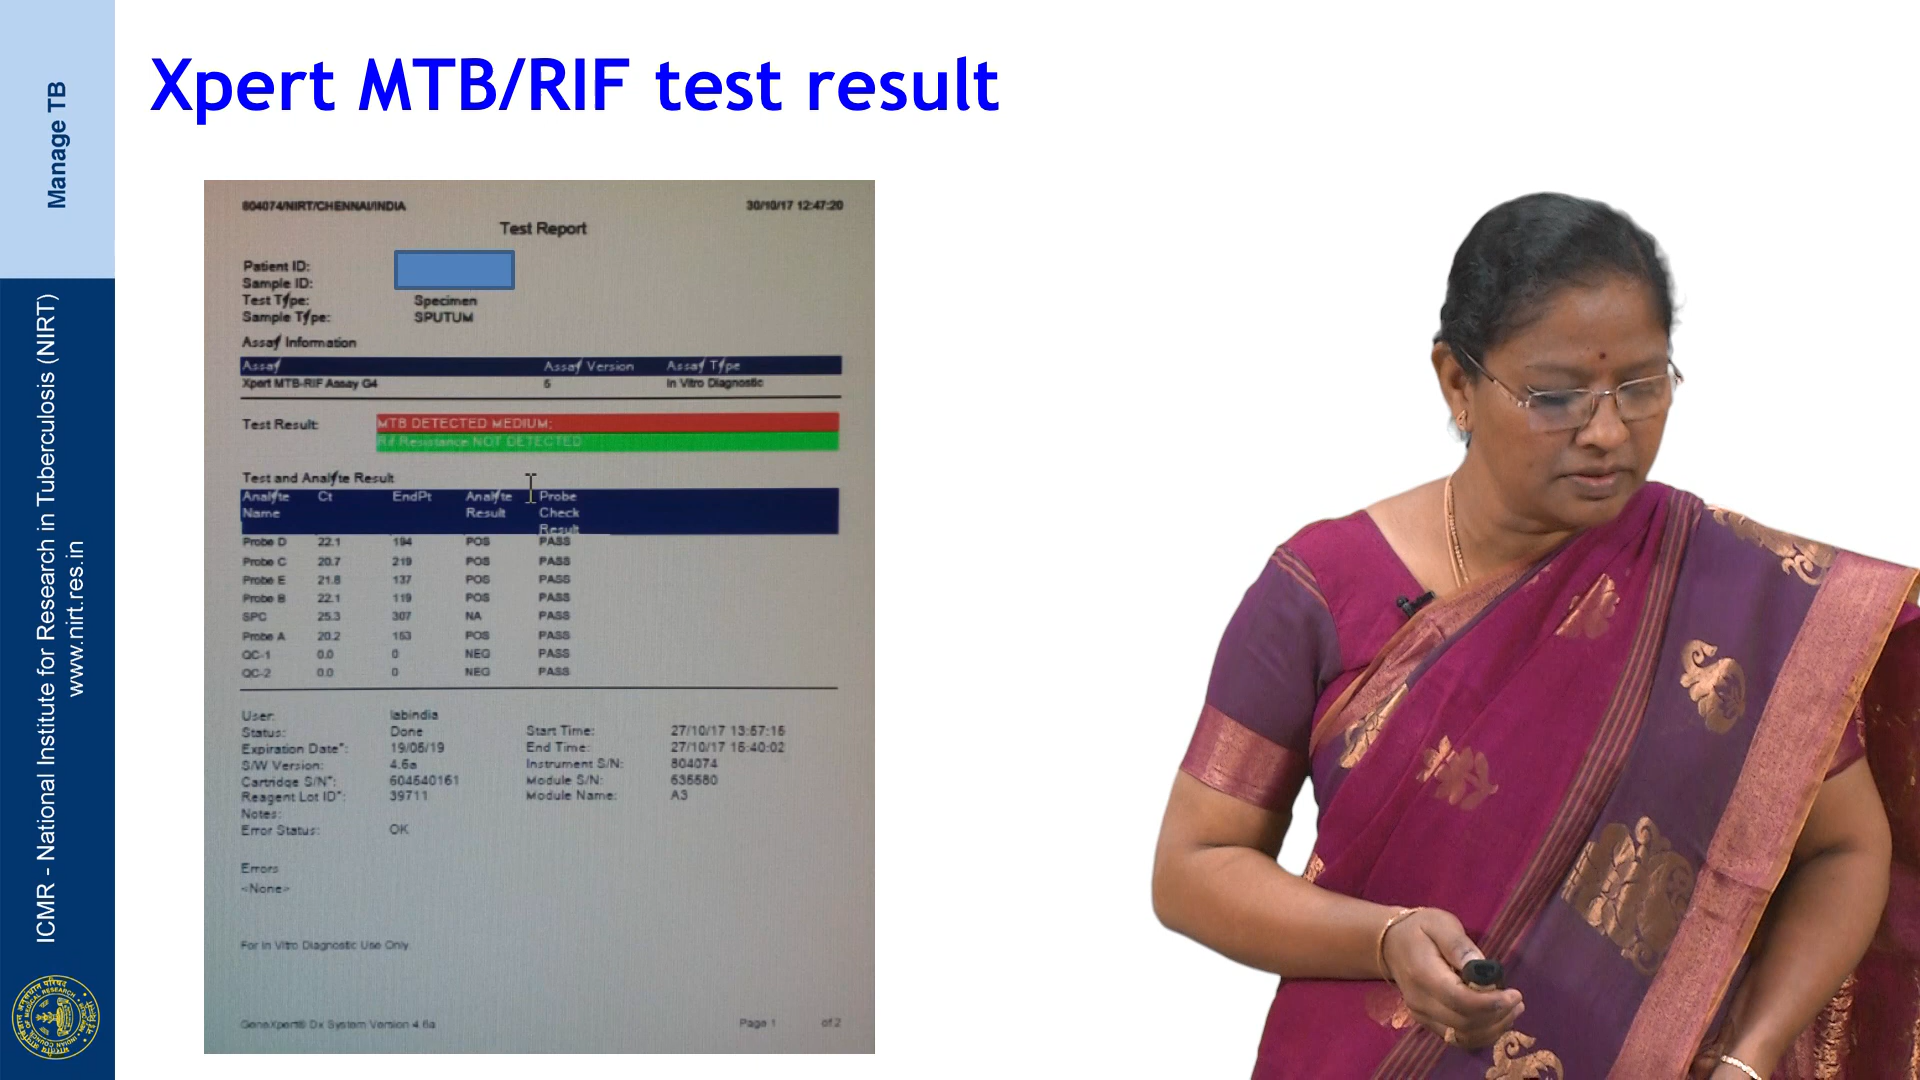 Xpert MTB/RIF test result
Manage TB
ICMR - National Institute for Research in Tuberculosis (NIRT)
www.nirt.res.in
804074/NIRT/CHENNAI/INDIA 30/10/17 12:47:20
Test Report
Patient ID:
Sample ID:
Test Type: Specimen
Sample Type: SPUTUM
Assay Information
Assay Assay Version Assay Type
Xpert MTB-RIF Assay G4 5 In Vitro Diagnostic
Test Result: MTB DETECTED MEDIUM;
Rif Resistance NOT DETECTED
Test and Analyte Result
Analyte Name Ct EndPt Analyte Result Probe Check Result
Probe D 22.1 194 POS PASS
Probe C 20.7 219 POS PASS
Probe E 21.8 137 POS PASS
Probe B 22.1 119 POS PASS
SPC 25.3 307 NA PASS
Probe A 20.2 153 POS PASS
QC-1 0.0 0 NEG PASS
QC-2 0.0 0 NEG PASS
User: labindia
Status: Done Start Time: 27/10/17 13:57:15
Expiration Date*: 19/05/19 End Time: 27/10/17 15:40:02
S/W Version: 4.6a Instrument S/N: 804074
Cartridge S/N*: 604540161 Module S/N: 635580
Reagent Lot ID*: 39711 Module Name: A3
Notes:
Error Status: OK
Errors
<None>
For In Vitro Diagnostic Use Only.
GeneXpert® Dx System Version 4.6a Page 1 of 2